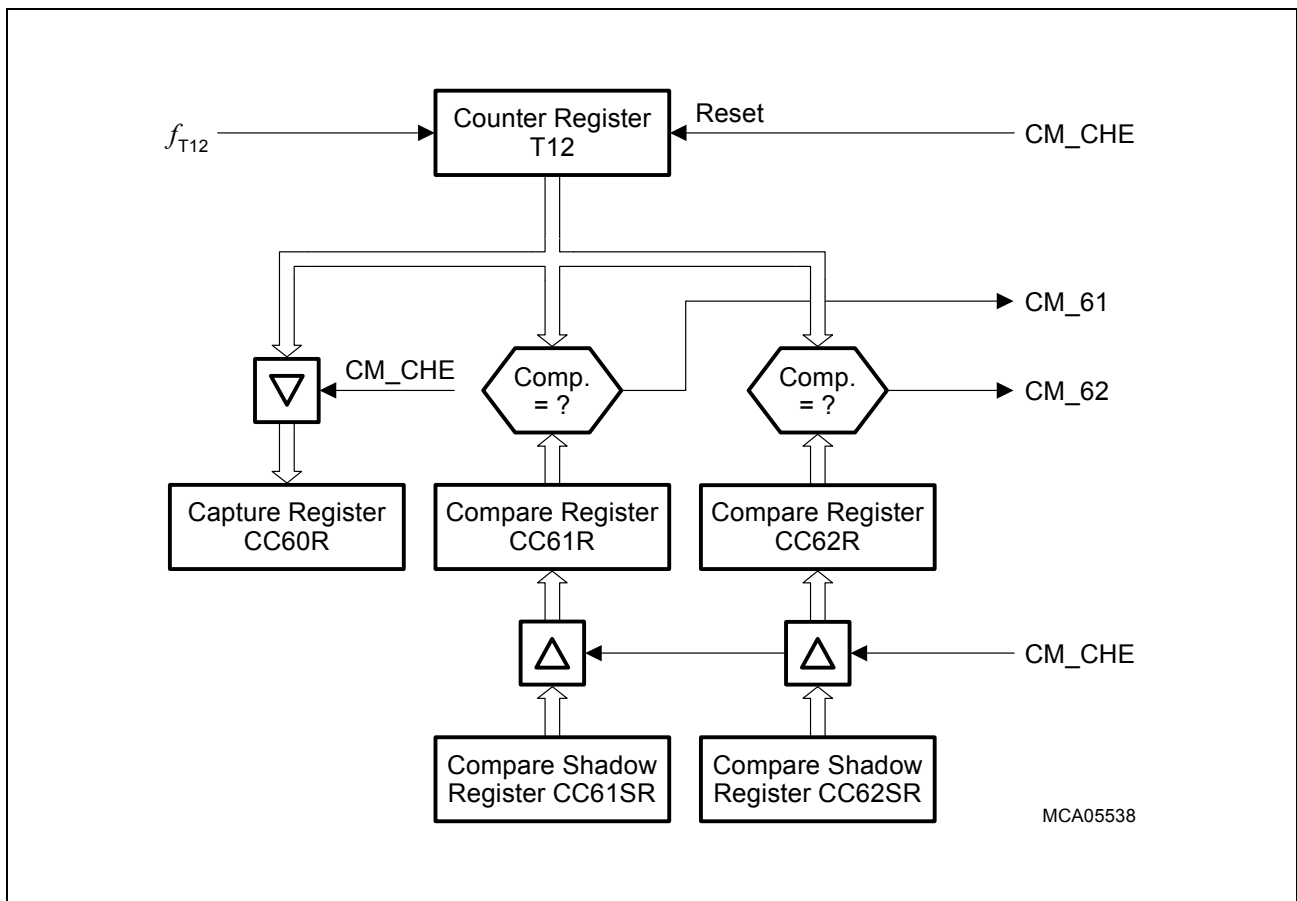 Counter Register
T12
Reset
fT12
CM_CHE
CM_61
CM_CHE
Comp.
= ?
Comp.
= ?
CM_62
Capture Register
CC60R
Compare Register
CC61R
Compare Register
CC62R
CM_CHE
Compare Shadow
Register CC61SR
Compare Shadow
Register CC62SR
MCA05538